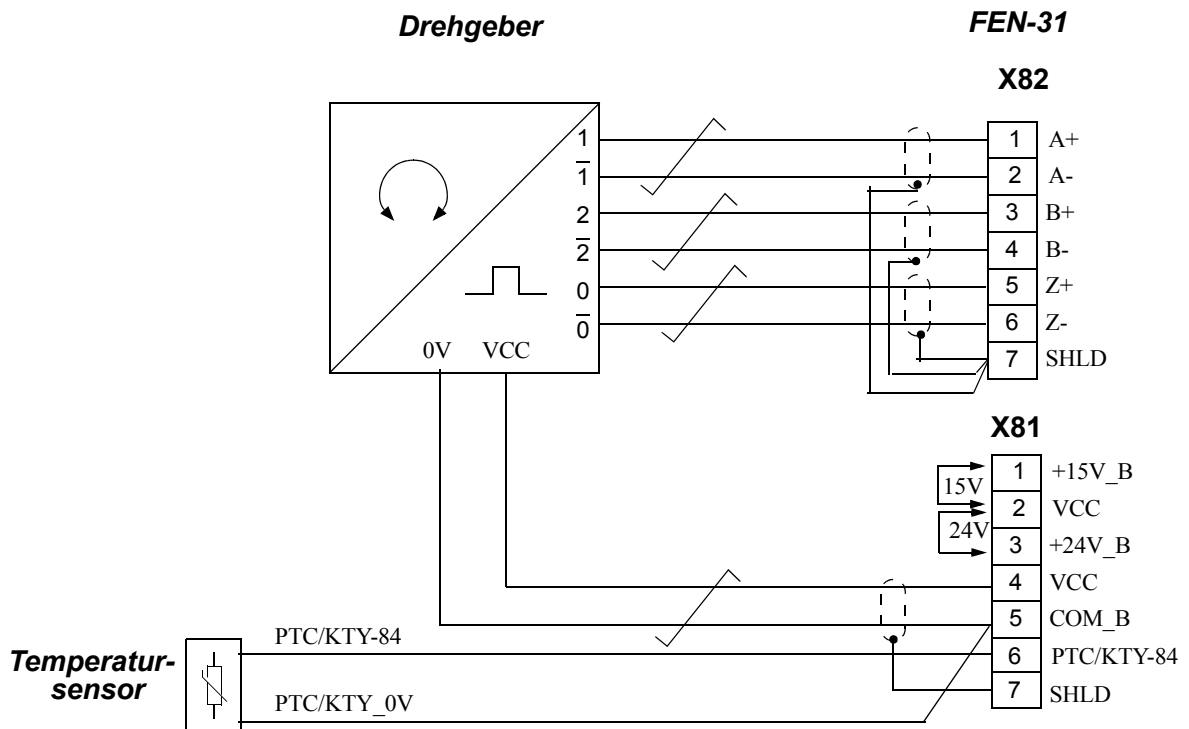 Drehgeber
FEN-31
X82
1
1̅
2
2̅
0
0̅
0V VCC
1 A+
2 A-
3 B+
4 B-
5 Z+
6 Z-
7 SHLD
X81
1 +15V_B
15V
2 VCC
24V
3 +24V_B
4 VCC
5 COM_B
6 PTC/KTY-84
7 SHLD
Temperatur-
sensor
PTC/KTY-84
PTC/KTY_0V